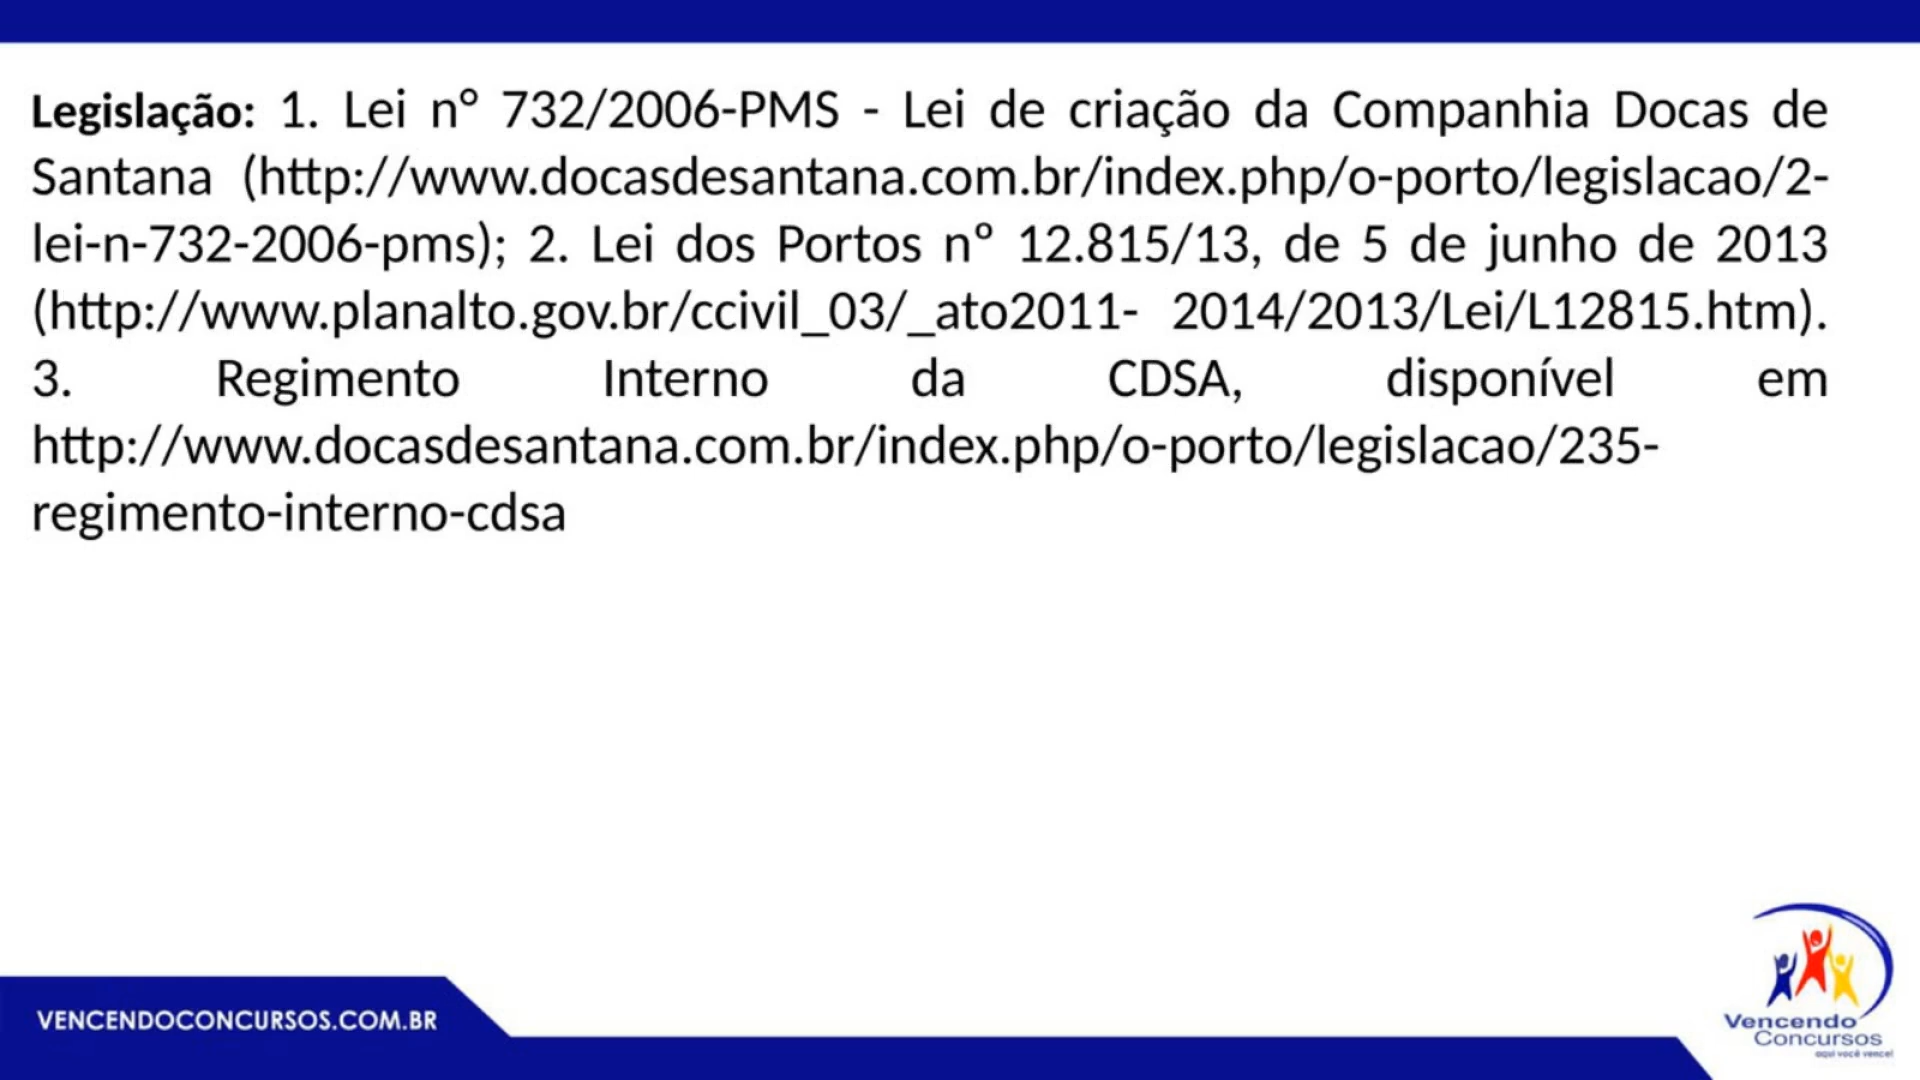 Legislação: 1. Lei nº 732/2006-PMS - Lei de criação da Companhia Docas de
Santana (http://www.docasdesantana.com.br/index.php/o-porto/legislacao/2-
lei-n-732-2006-pms); 2. Lei dos Portos nº 12.815/13, de 5 de junho de 2013
(http://www.planalto.gov.br/ccivil_03/_ato2011- 2014/2013/Lei/L12815.htm).
3. Regimento Interno da CDSA, disponível em
http://www.docasdesantana.com.br/index.php/o-porto/legislacao/235-
regimento-interno-cdsa
VENCENDOCONCURSOS.COM.BR
Vencendo
Concursos
aqui você vence!